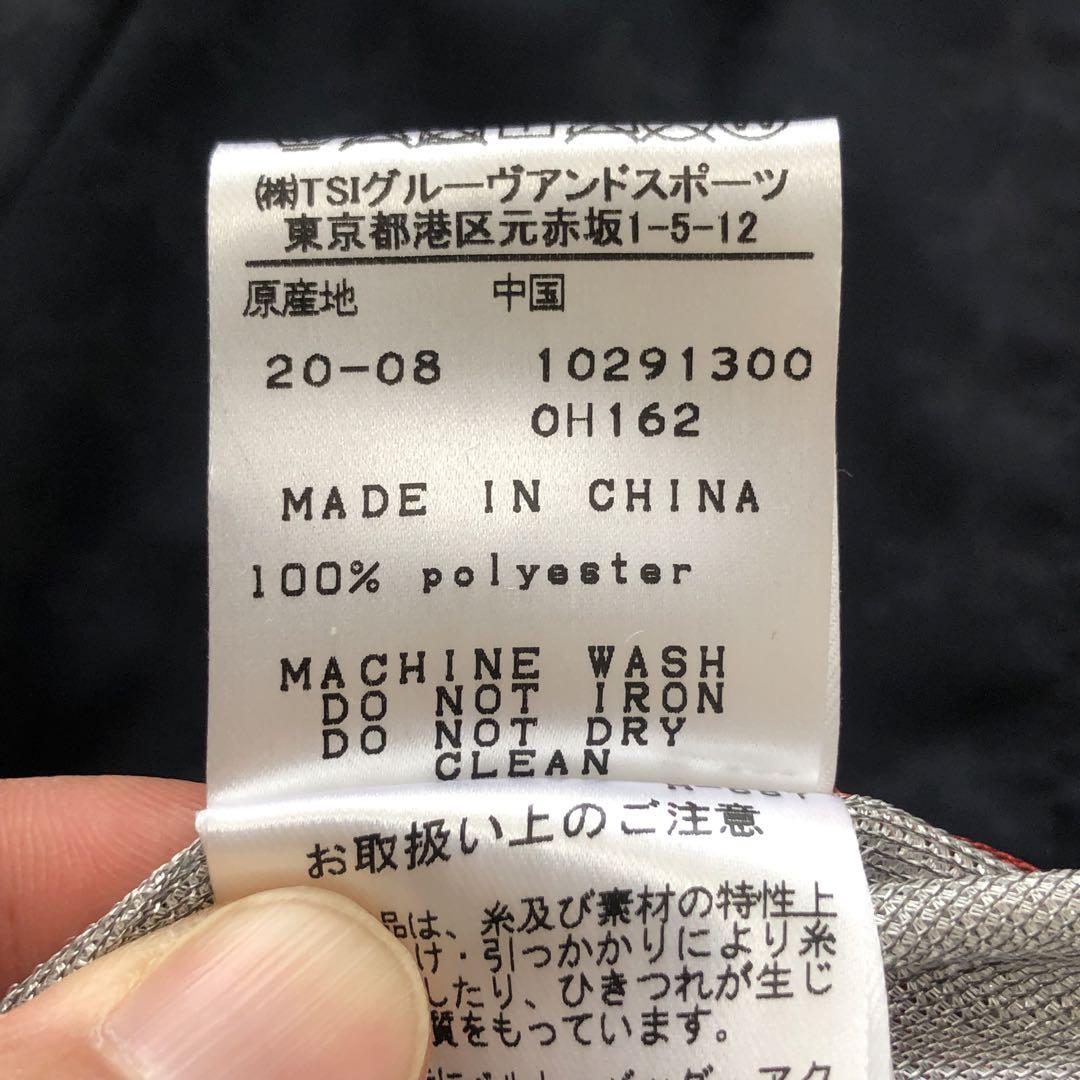 ㈱TSIグルーヴアンドスポーツ
東京都港区元赤坂1-5-12
原産地 中国
20-08 10291300
0H162
MADE IN CHINA
100% polyester
MACHINE WASH
DO NOT IRON
DO NOT DRY
CLEAN
お取扱い上のご注意
品は、糸及び素材の特性上
け・引っかかりにより糸
したり、ひきつれが生じ
質をもっています。